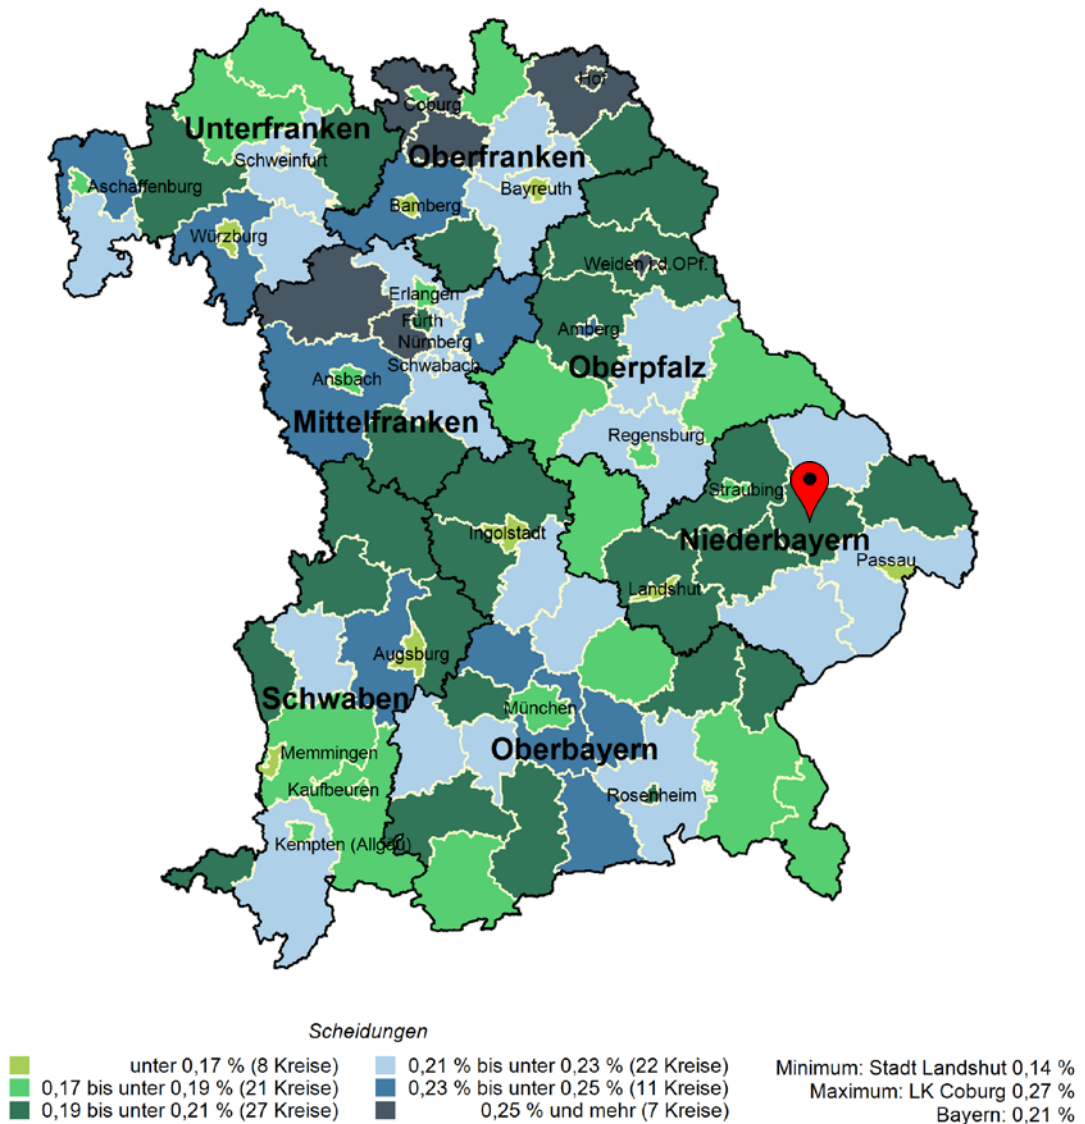 Hof
Coburg
Unterfranken
Oberfranken
Schweinfurt
Aschaffenburg
Bayreuth
Bamberg
Würzburg
Weiden i.d.OPf.
Erlangen
Fürth
Amberg
Nürnberg
Schwabach
Oberpfalz
Ansbach
Mittelfranken
Regensburg
Straubing
Ingolstadt
Niederbayern
Passau
Landshut
Augsburg
Schwaben
München
Oberbayern
Memmingen
Kaufbeuren
Rosenheim
Kempten (Allgäu)
Scheidungen
unter 0,17 % (8 Kreise)
0,17 bis unter 0,19 % (21 Kreise)
0,19 bis unter 0,21 % (27 Kreise)
0,21 % bis unter 0,23 % (22 Kreise)
0,23 % bis unter 0,25 % (11 Kreise)
0,25 % und mehr (7 Kreise)
Minimum: Stadt Landshut 0,14 %
Maximum: LK Coburg 0,27 %
Bayern: 0,21 %